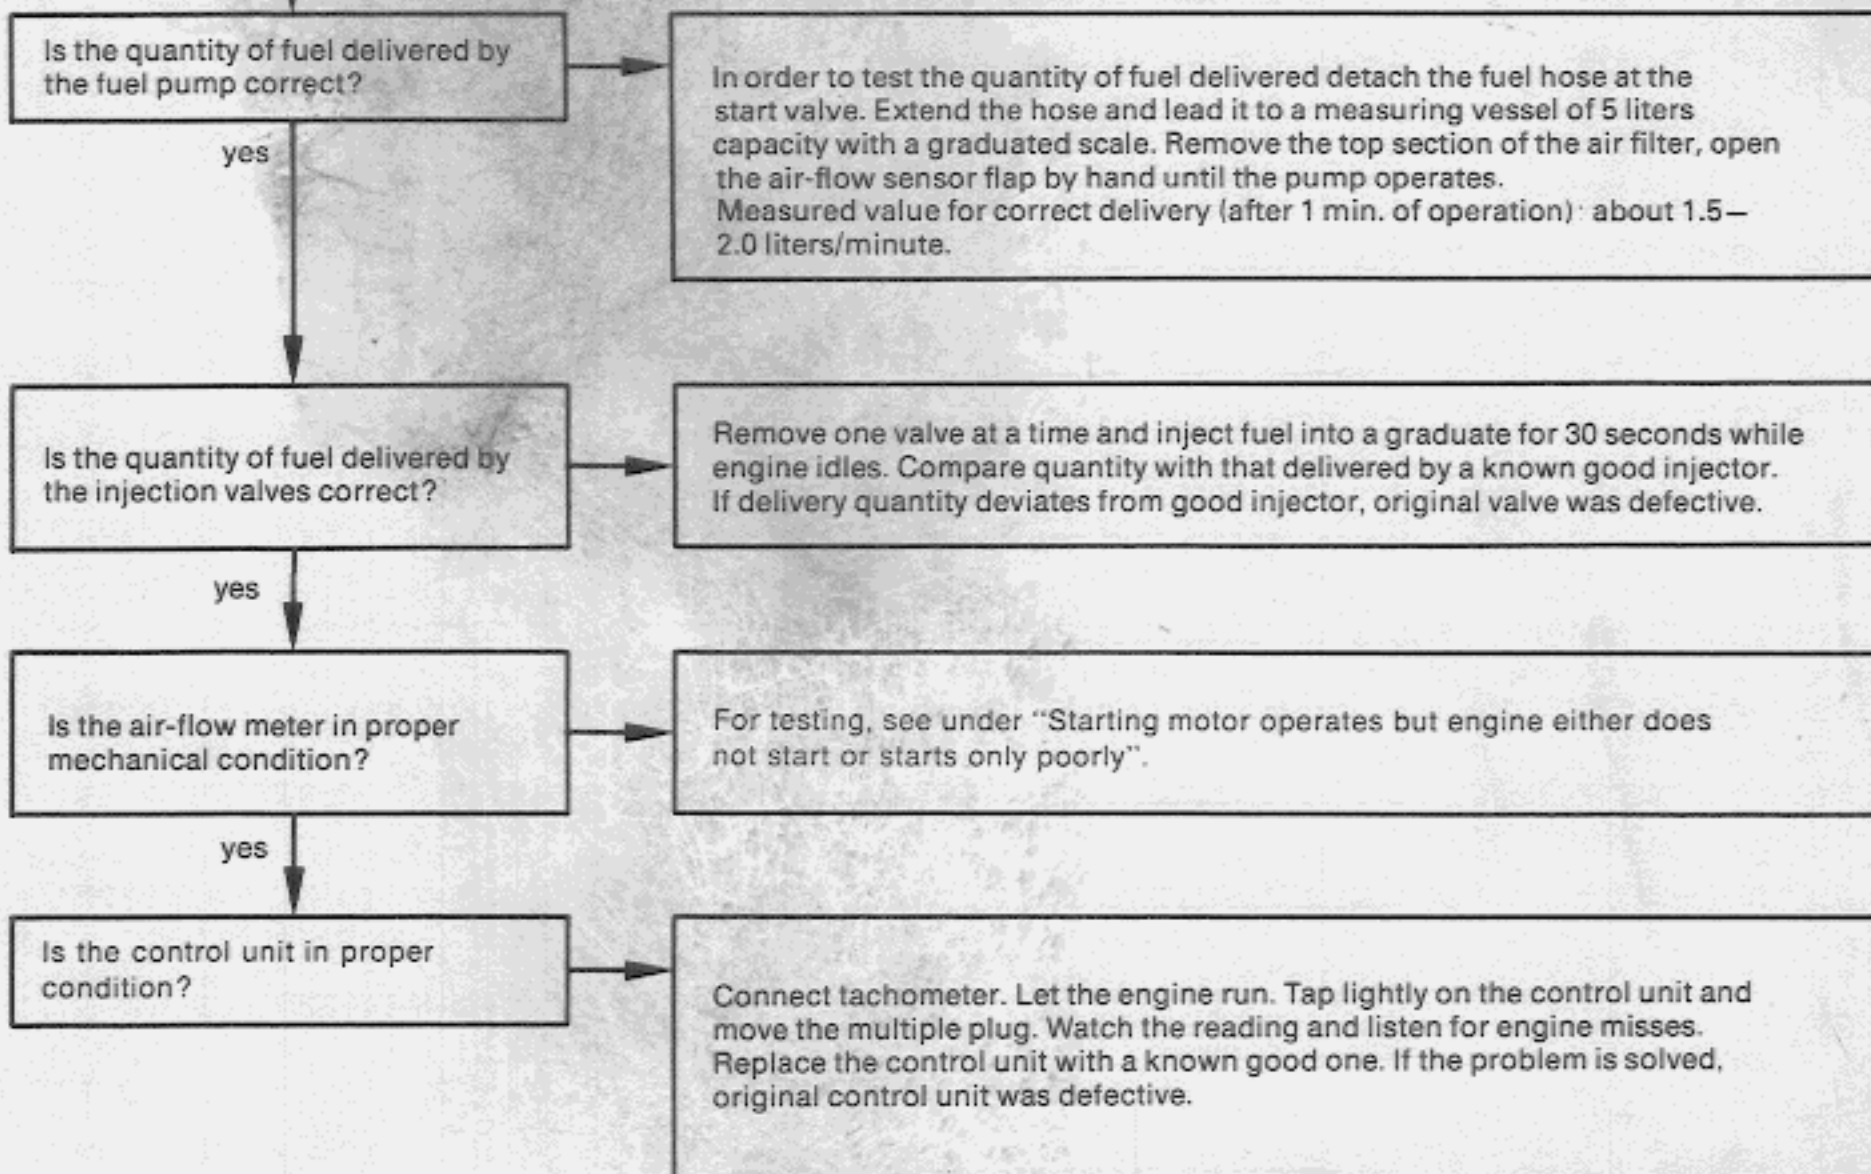 Is the quantity of fuel delivered by
the fuel pump correct?
In order to test the quantity of fuel delivered detach the fuel hose at the
start valve. Extend the hose and lead it to a measuring vessel of 5 liters
capacity with a graduated scale. Remove the top section of the air filter, open
the air-flow sensor flap by hand until the pump operates.
Measured value for correct delivery (after 1 min. of operation): about 1.5–
2.0 liters/minute.
yes
Is the quantity of fuel delivered by
the injection valves correct?
Remove one valve at a time and inject fuel into a graduate for 30 seconds while
engine idles. Compare quantity with that delivered by a known good injector.
If delivery quantity deviates from good injector, original valve was defective.
yes
Is the air-flow meter in proper
mechanical condition?
For testing, see under “Starting motor operates but engine either does
not start or starts only poorly”.
yes
Is the control unit in proper
condition?
Connect tachometer. Let the engine run. Tap lightly on the control unit and
move the multiple plug. Watch the reading and listen for engine misses.
Replace the control unit with a known good one. If the problem is solved,
original control unit was defective.